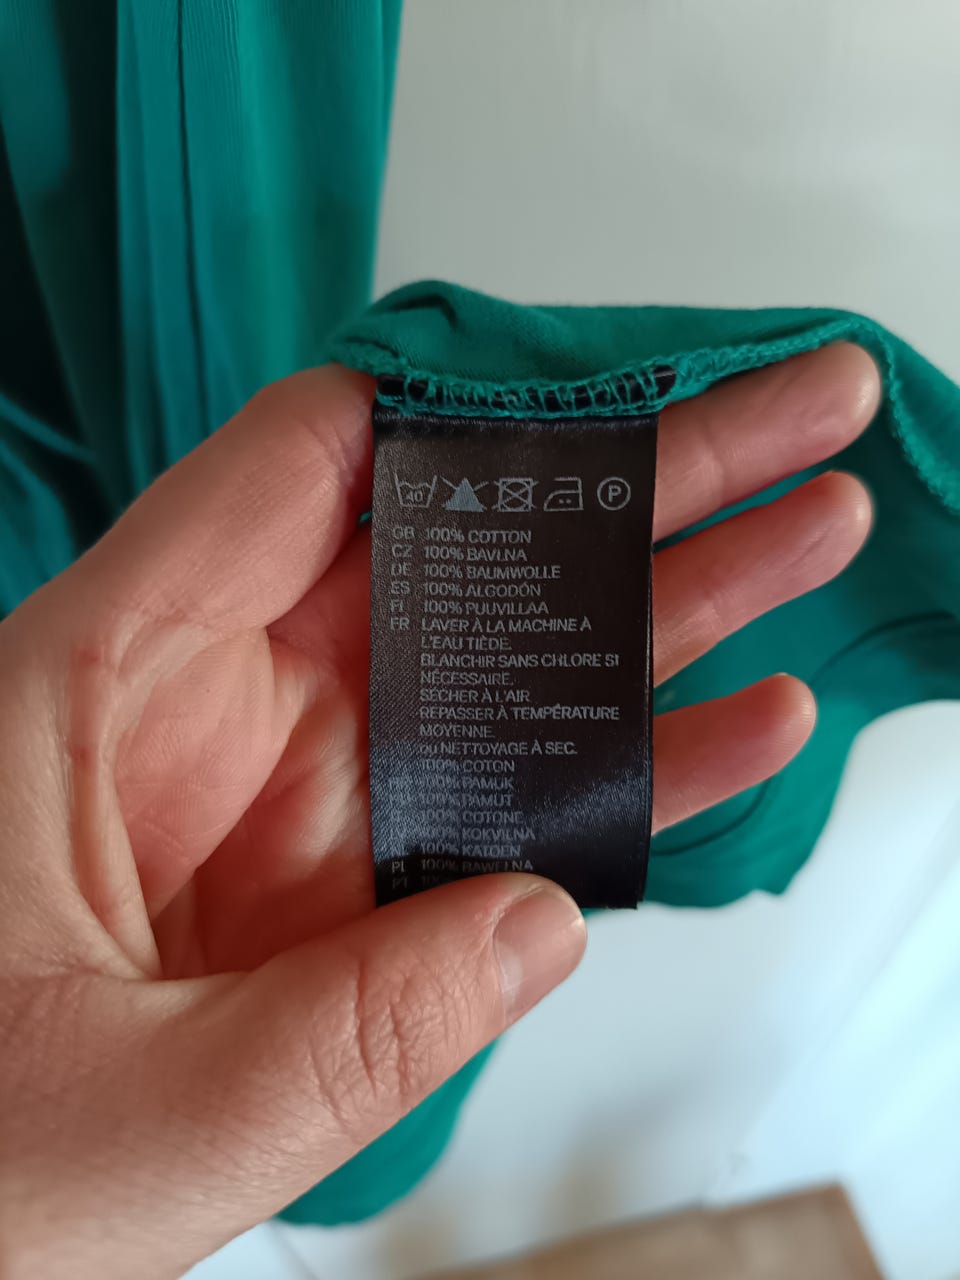 40 P
GB 100% COTTON
CZ 100% BAVLNA
DE 100% BAUMWOLLE
ES 100% ALGODÓN
FI 100% PUUVILLAA
FR LAVER À LA MACHINE À
L'EAU TIÈDE.
BLANCHIR SANS CHLORE SI
NÉCESSAIRE.
SÉCHER À L'AIR
REPASSER À TEMPÉRATURE
MOYENNE.
ou NETTOYAGE À SEC.
100% COTON
100% PAMUK
100% PAMUT
100% COTONE
100% KOKVILNA
100% KATOEN
PL 100% BAWEŁNA
PT